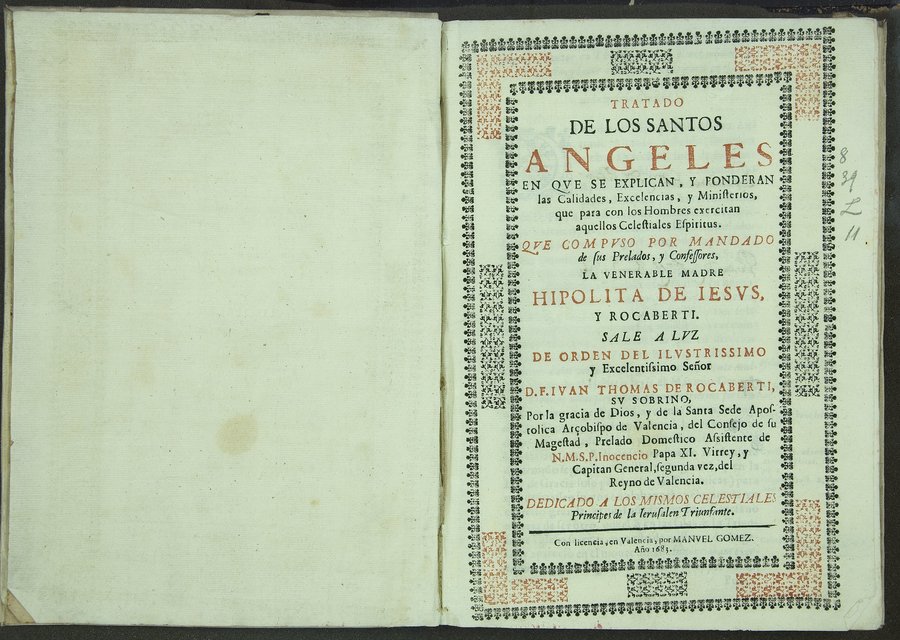 TRATADO
DE LOS SANTOS
ANGELES
EN QVE SE EXPLICAN, Y PONDERAN
las Calidades, Excelencias, y Ministerios,
que para con los Hombres exercitan
aquellos Celestiales Espiritus.
QVE COMPVSO POR MANDADO
de sus Prelados, y Confessores,
LA VENERABLE MADRE
HIPOLITA DE IESVS,
Y ROCABERTI.
SALE A LVZ
DE ORDEN DEL ILVSTRISSIMO
y Excelentissimo Señor
D.F.IVAN THOMAS DE ROCABERTI,
SV SOBRINO,
Por la gracia de Dios, y de la Santa Sede Apos-
tolica Arçobispo de Valencia, del Consejo de su
Magestad, Prelado Domestico Assistente de
N.M.S.P.Inocencio Papa XI. Virrey, y
Capitan General, segunda vez, del
Reyno de Valencia.
DEDICADO A LOS MISMOS CELESTIALES
Principes de la Ierusalen Triunfante.
Con licencia, en Valencia, por MANVEL GOMEZ.
Año 1683.
8
39
L
11